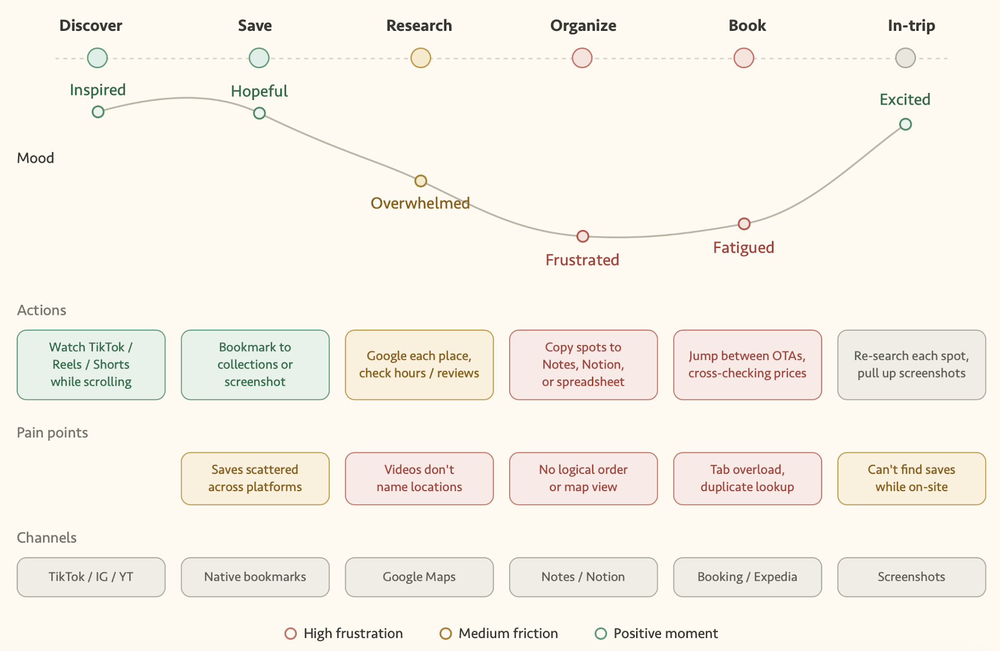 Discover
Save
Research
Organize
Book
In-trip
Inspired
Hopeful
Excited
Mood
Overwhelmed
Frustrated
Fatigued
Actions
Watch TikTok /
Reels / Shorts
while scrolling
Bookmark to
collections or
screenshot
Google each place,
check hours / reviews
Copy spots to
Notes, Notion,
or spreadsheet
Jump between OTAs,
cross-checking prices
Re-search each spot,
pull up screenshots
Pain points
Saves scattered
across platforms
Videos don't
name locations
No logical order
or map view
Tab overload,
duplicate lookup
Can't find saves
while on-site
Channels
TikTok / IG / YT
Native bookmarks
Google Maps
Notes / Notion
Booking / Expedia
Screenshots
High frustration
Medium friction
Positive moment